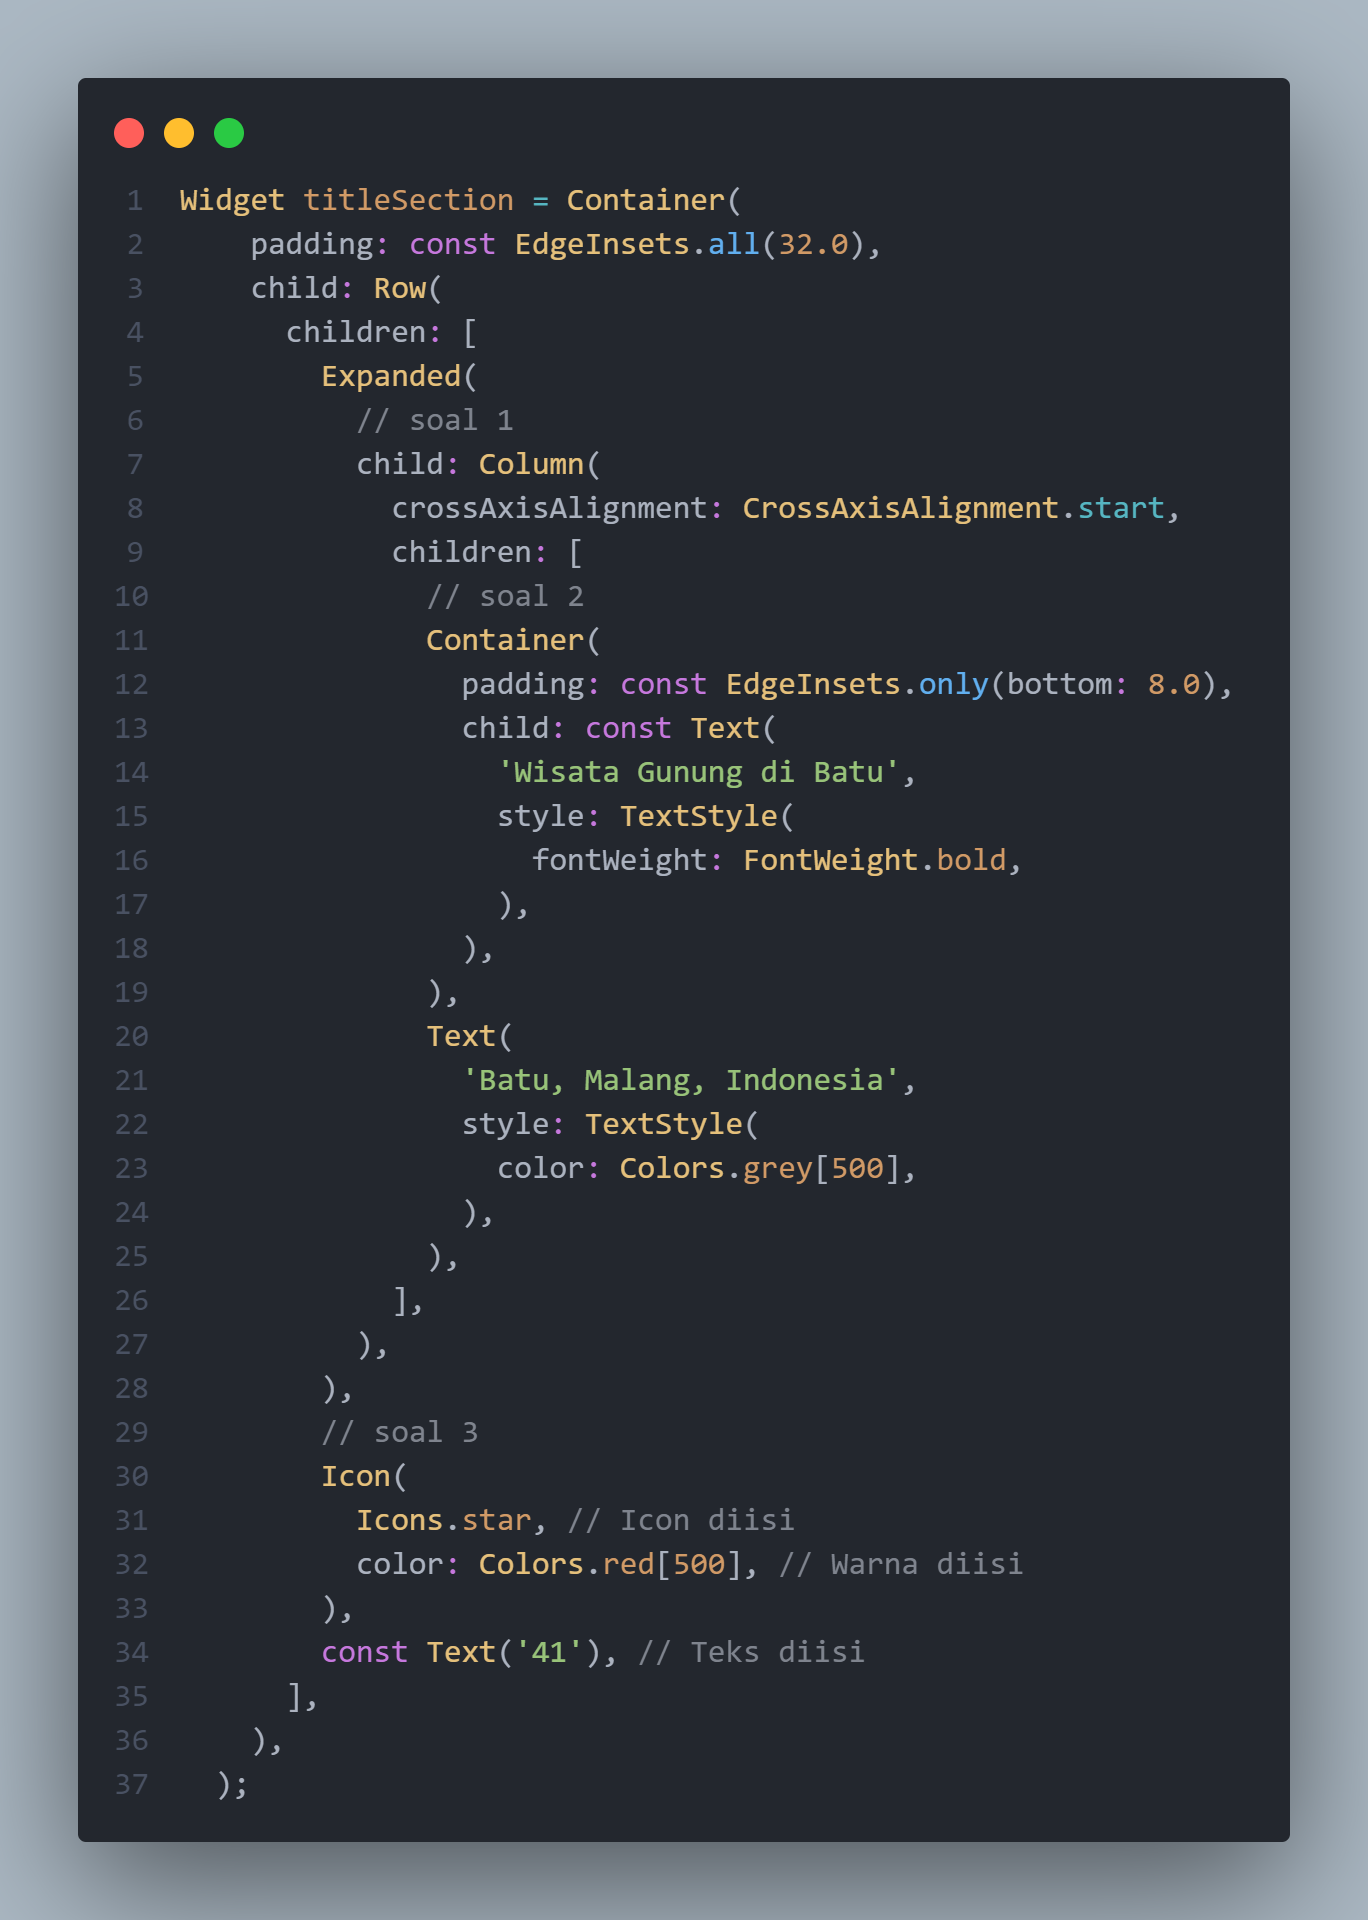 1 Widget titleSection = Container(
2     padding: const EdgeInsets.all(32.0),
3     child: Row(
4       children: [
5         Expanded(
6           // soal 1
7           child: Column(
8             crossAxisAlignment: CrossAxisAlignment.start,
9             children: [
10               // soal 2
11               Container(
12                 padding: const EdgeInsets.only(bottom: 8.0),
13                 child: const Text(
14                   'Wisata Gunung di Batu',
15                   style: TextStyle(
16                     fontWeight: FontWeight.bold,
17                   ),
18                 ),
19               ),
20               Text(
21                 'Batu, Malang, Indonesia',
22                 style: TextStyle(
23                   color: Colors.grey[500],
24                 ),
25               ),
26             ],
27           ),
28         ),
29         // soal 3
30         Icon(
31           Icons.star, // Icon diisi
32           color: Colors.red[500], // Warna diisi
33         ),
34         const Text('41'), // Teks diisi
35       ],
36     ),
37   );